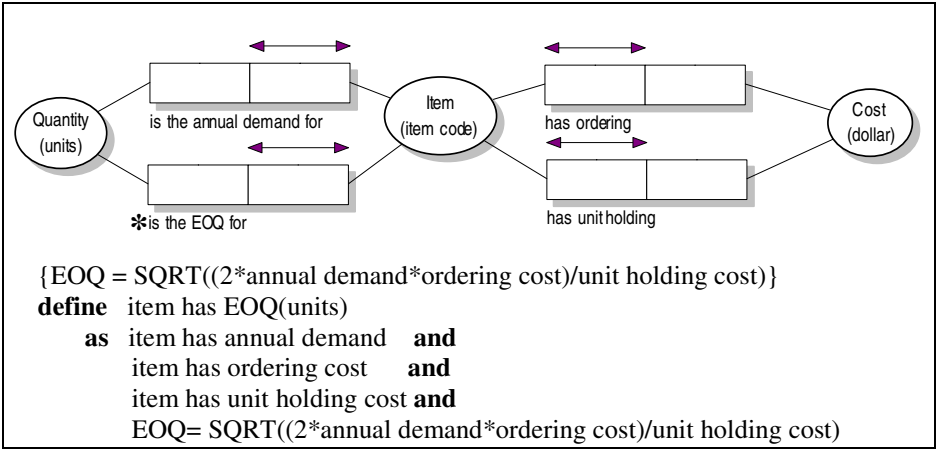 Quantity
(units)
is the annual demand for
✻is the EOQ for
Item
(item code)
has ordering
has unit holding
Cost
(dollar)
{EOQ = SQRT((2*annual demand*ordering cost)/unit holding cost)}
define item has EOQ(units)
as item has annual demand and
item has ordering cost and
item has unit holding cost and
EOQ= SQRT((2*annual demand*ordering cost)/unit holding cost)